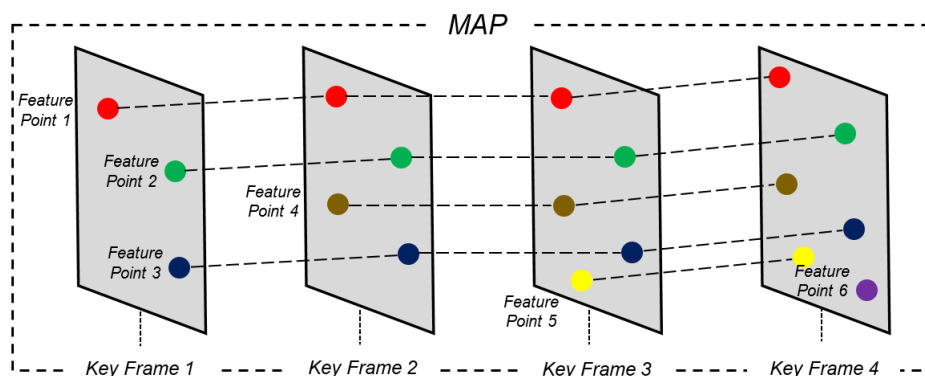 MAP
Feature
Point 1
Feature
Point 2
Feature
Point 3
Feature
Point 4
Feature
Point 5
Feature
Point 6
Key Frame 1
Key Frame 2
Key Frame 3
Key Frame 4